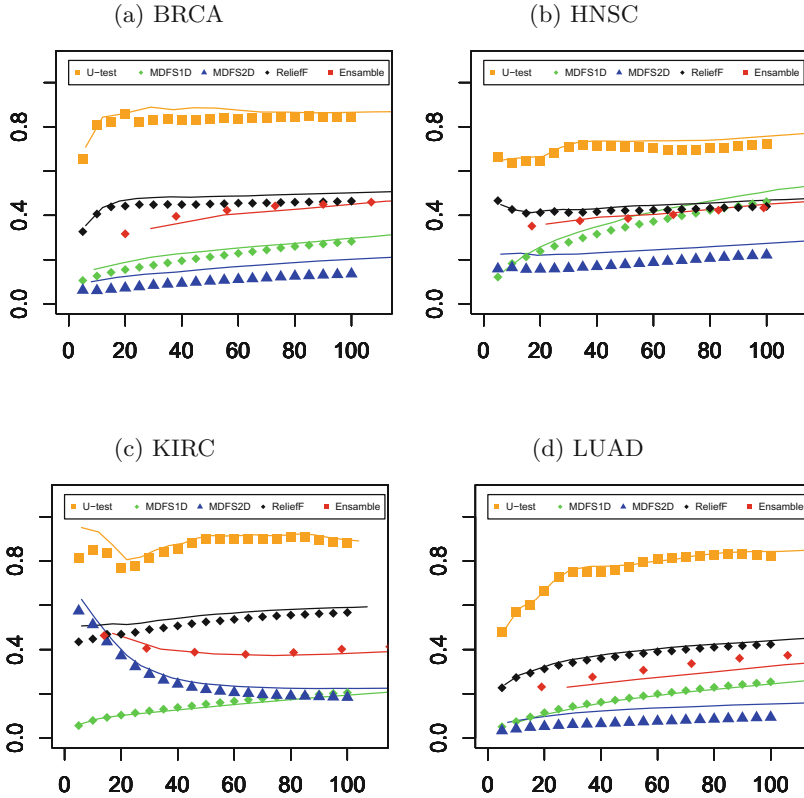 (a) BRCA
(b) HNSC
U-test MDFS1D MDFS2D ReliefF Ensamble
U-test MDFS1D MDFS2D ReliefF Ensamble
0.8
0.4
0.0
0.8
0.4
0.0
0 20 40 60 80 100
0 20 40 60 80 100
(c) KIRC
(d) LUAD
U-test MDFS1D MDFS2D ReliefF Ensamble
U-test MDFS1D MDFS2D ReliefF Ensamble
0.8
0.4
0.0
0.8
0.4
0.0
0 20 40 60 80 100
0 20 40 60 80 100